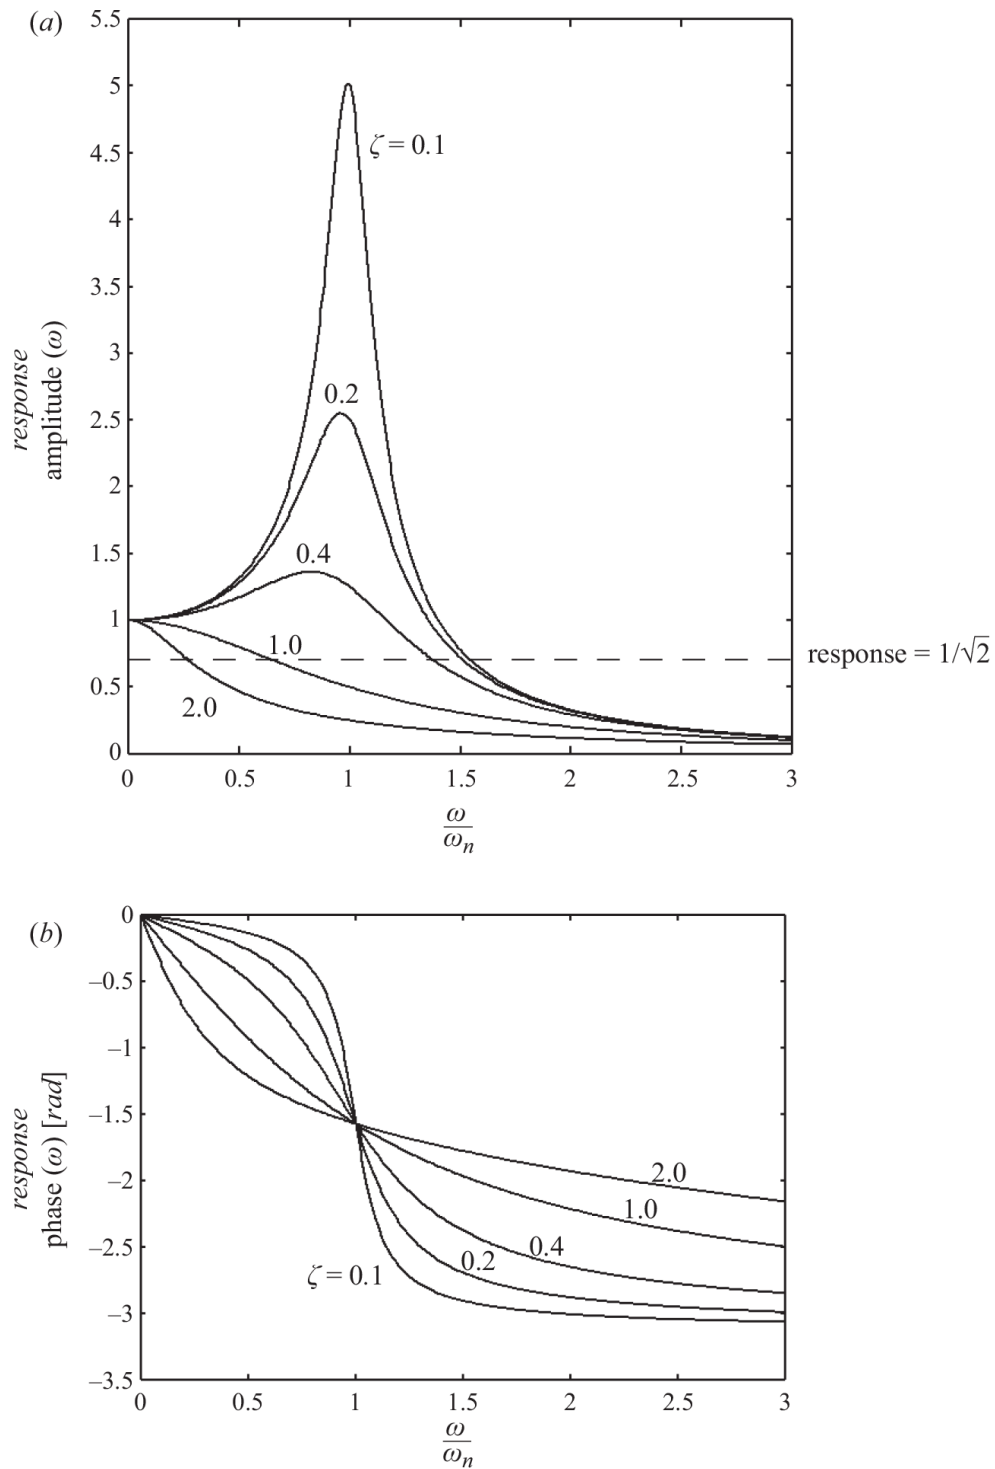 (a)
response
amplitude (ω)
5.5
5
4.5
4
3.5
3
2.5
2
1.5
1
0.5
0
ζ = 0.1
0.2
0.4
1.0
2.0
response = 1/√2
0 0.5 1 1.5 2 2.5 3
ω
ωn
(b)
response
phase (ω) [rad]
0
–0.5
–1
–1.5
–2
–2.5
–3
–3.5
2.0
1.0
0.4
0.2
ζ = 0.1
0 0.5 1 1.5 2 2.5 3
ω
ωn